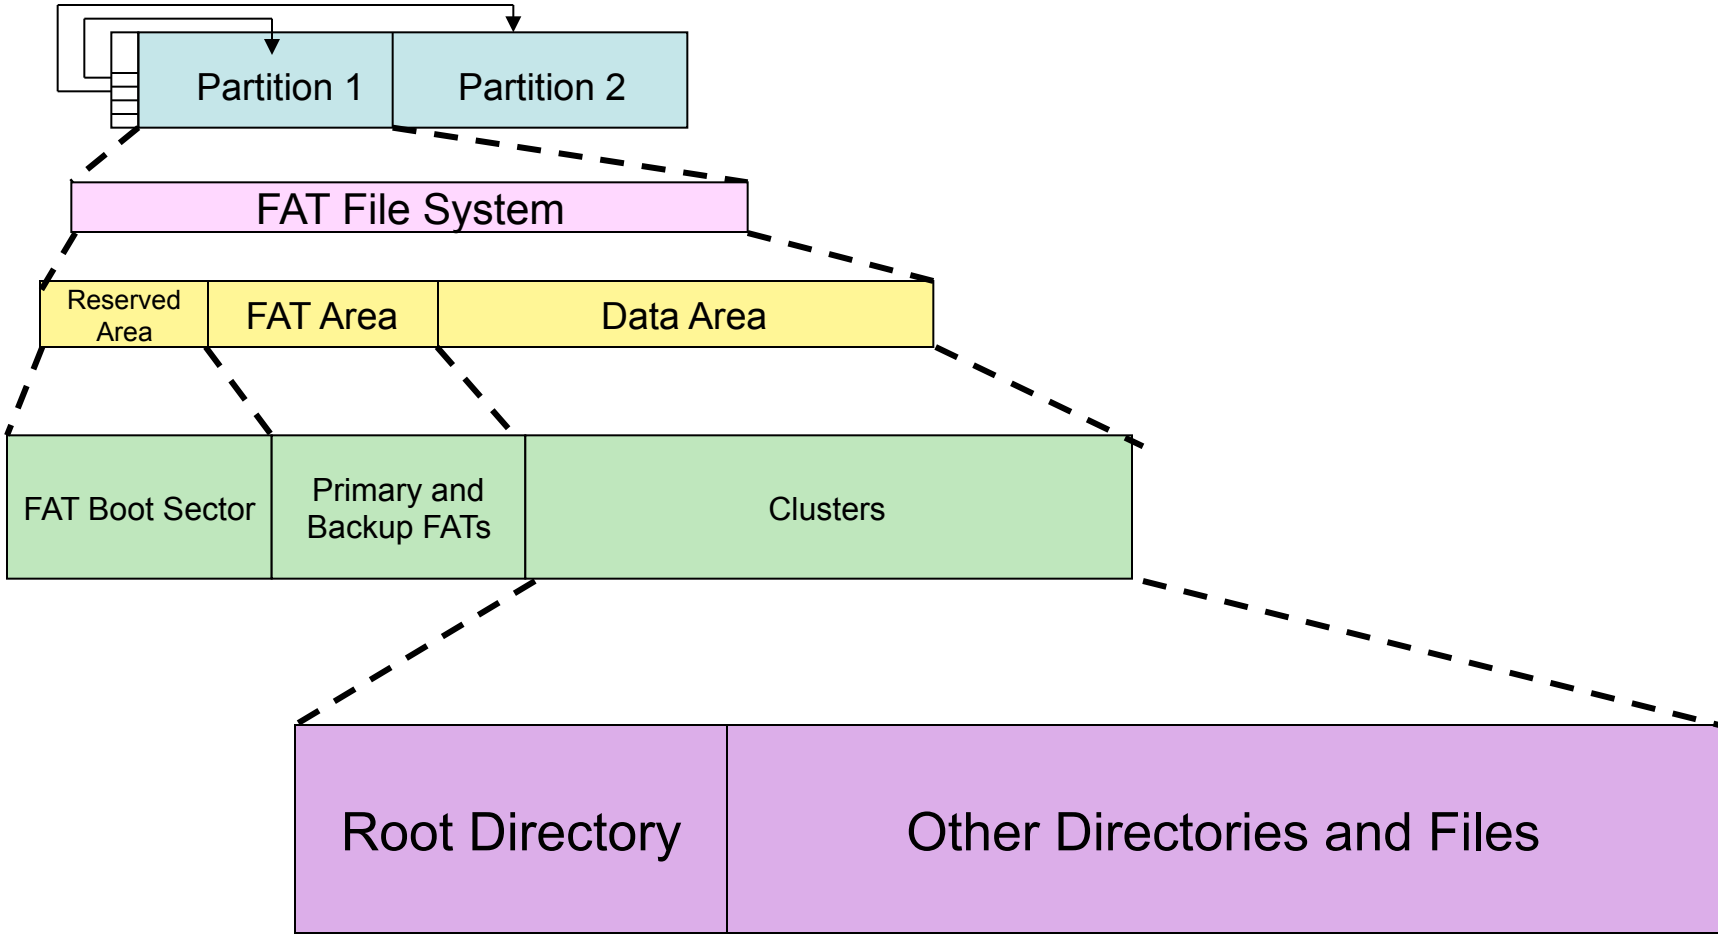 Partition 1
Partition 2
FAT File System
Reserved
Area
FAT Area
Data Area
FAT Boot Sector
Primary and
Backup FATs
Clusters
Root Directory
Other Directories and Files